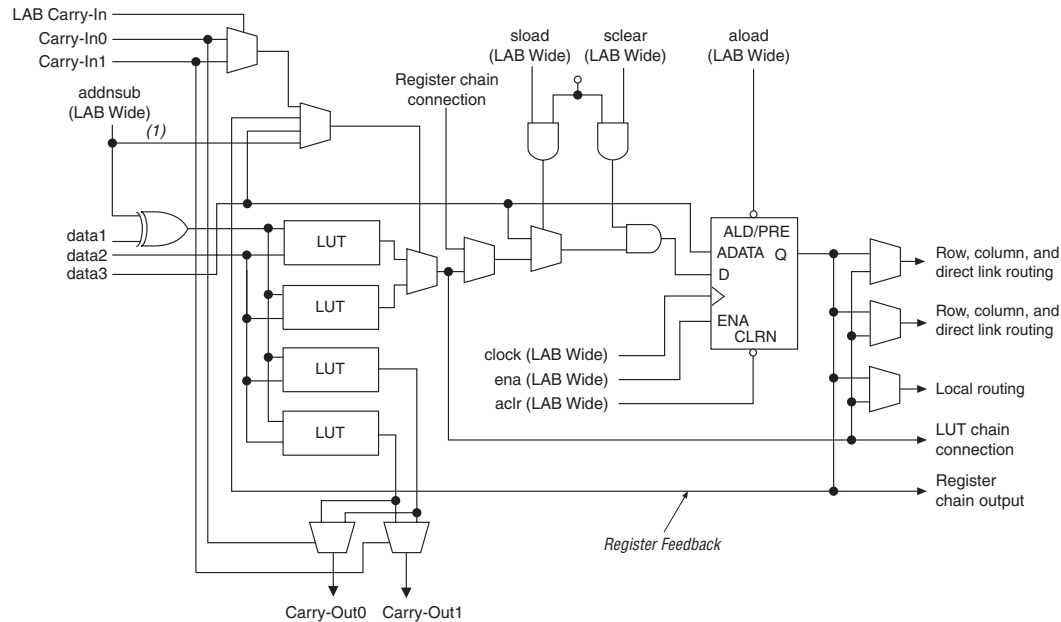 LAB Carry-In
Carry-In0
Carry-In1
addnsub
(LAB Wide)
(1)
Register chain
connection
sload
(LAB Wide)
sclear
(LAB Wide)
aload
(LAB Wide)
data1
data2
data3
LUT
LUT
LUT
LUT
ALD/PRE
ADATA
Q
D
ENA
CLRN
clock (LAB Wide)
ena (LAB Wide)
aclr (LAB Wide)
Row, column, and
direct link routing
Row, column, and
direct link routing
Local routing
LUT chain
connection
Register
chain output
Register Feedback
Carry-Out0
Carry-Out1